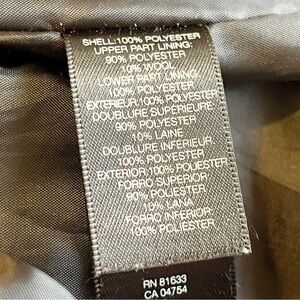 SHELL:100% POLYESTER
UPPER PART LINING:
90% POLYESTER
10% WOOL
LOWER PART LINING:
100% POLYESTER
EXTERIEUR:100% POLYESTER
DOUBLURE SUPERIEURE:
90% POLYESTER
10% LAINE
DOUBLURE INFERIEUR:
100% POLYESTER
EXTERIOR:100% POLYESTER
FORRO SUPERIOR:
90% POLIESTER
10% LANA
FORRO INFERIOR:
100% POLYESTER
RN 81633
CA 04754